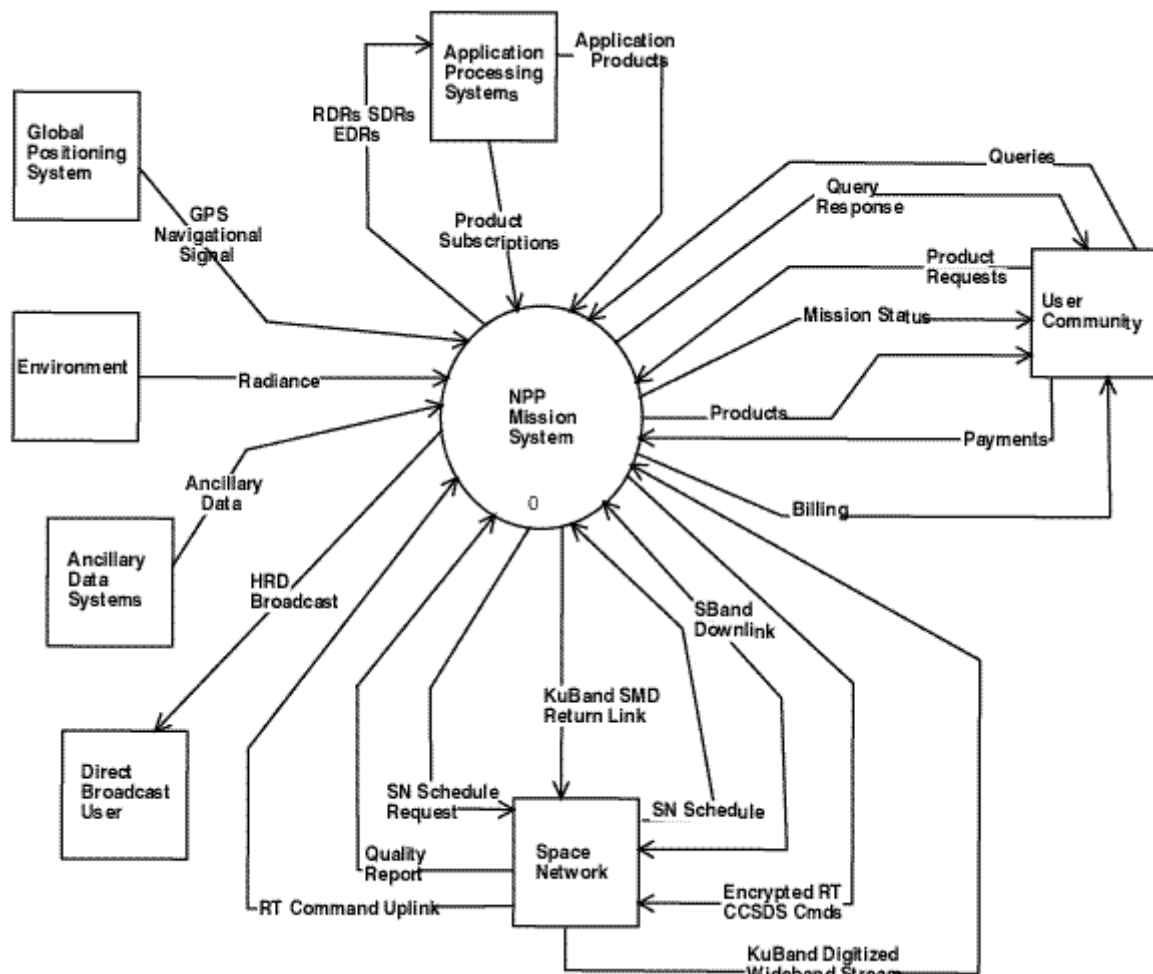 Application
Processing
Systems
Application
Products
RDRs SDRs
EDRs
Global
Positioning
System
GPS
Navigational
Signal
Product
Subscriptions
Queries
Query
Response
Product
Requests
User
Community
Mission Status
Environment
Radiance
NPP
Mission
System
0
Products
Payments
Billing
Ancillary
Data
Ancillary
Data
Systems
HRD
Broadcast
SBand
Downlink
KuBand SMD
Return Link
Direct
Broadcast
User
SN Schedule
Request
SN Schedule
Quality
Report
Space
Network
RT Command Uplink
Encrypted RT
CCSDS Cmds
KuBand Digitized
Wideband Stream